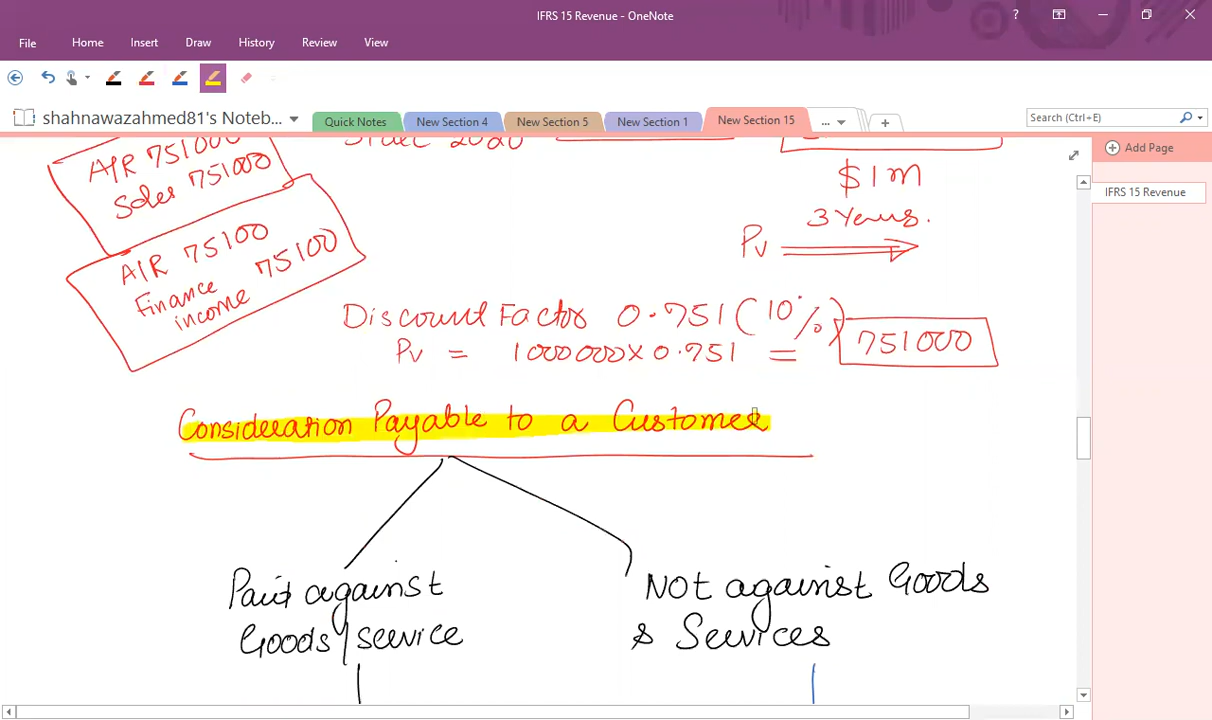 IFRS 15 Revenue - OneNote
?
File Home Insert Draw History Review View
shahnawazahmed81's Noteb...
Quick Notes
New Section 4
New Section 5
New Section 1
New Section 15
...
Search (Ctrl+E)
Add Page
IFRS 15 Revenue
A/R 751000
Sales 751000
A/R 75100
Finance 75100
income
31 dec 2020
$1m
3 Years.
PV
Discount Factor 0.751 (10%)
PV = 1000000 x 0.751 = 751000
Consideration Payable to a Customer
Paid against
Goods/service
NOT against Goods
& Services